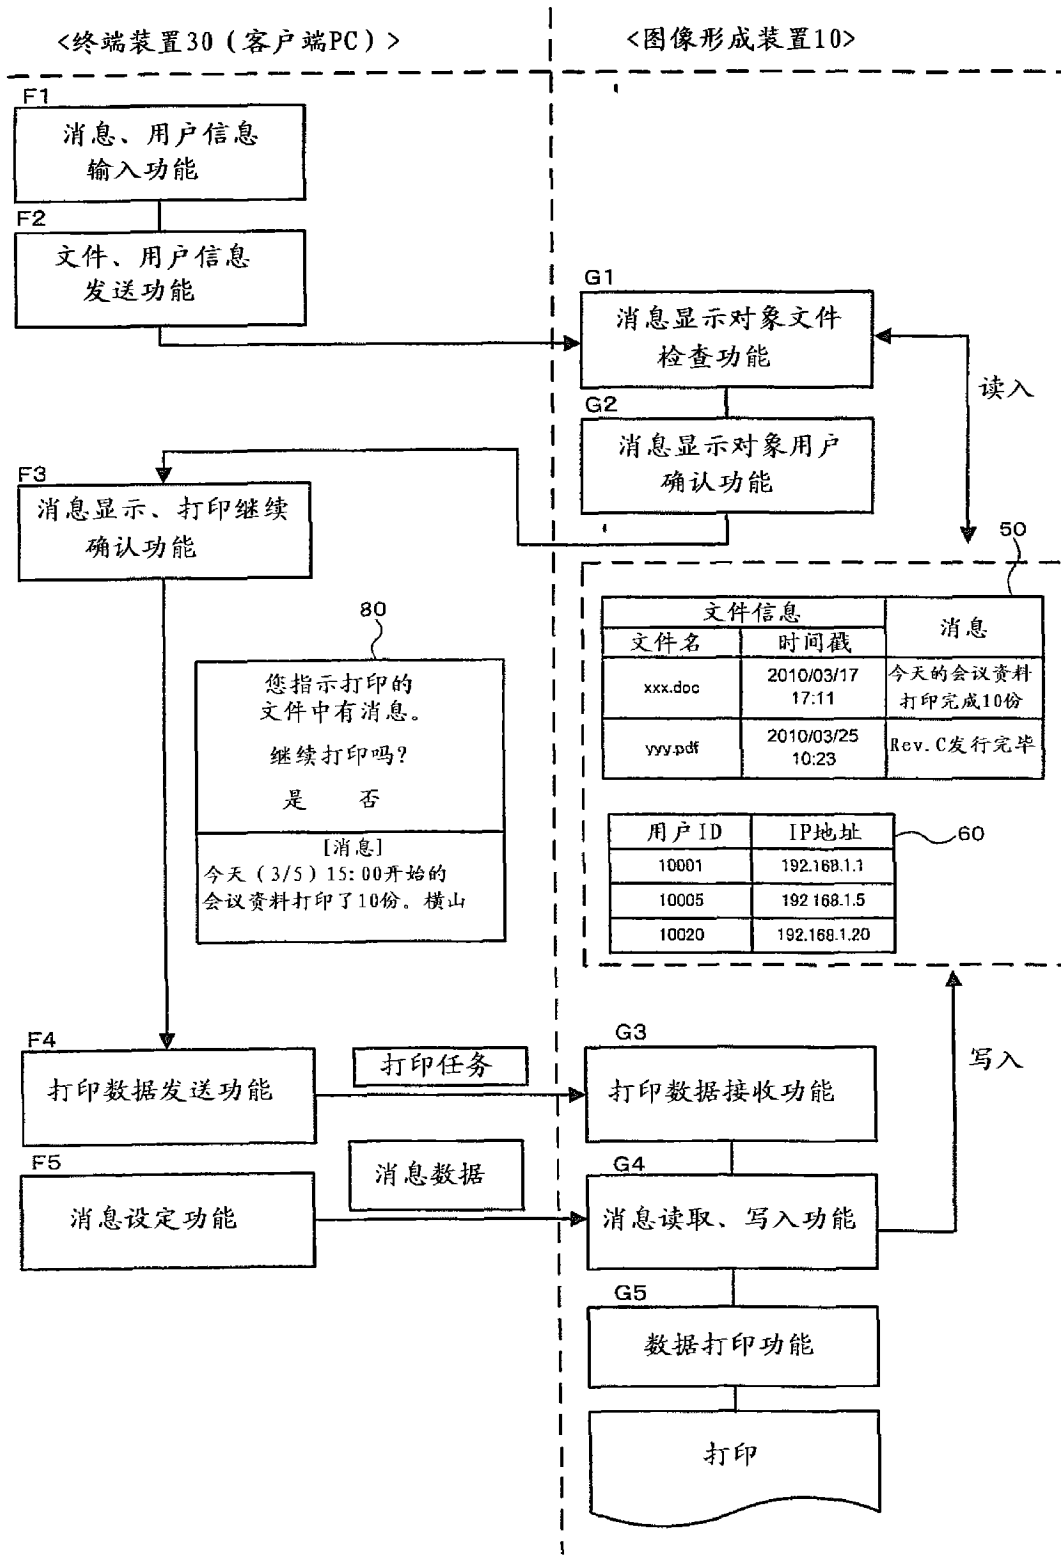 <终端装置30（客户端PC）>
<图像形成装置10>
F1
消息、用户信息
输入功能
F2
文件、用户信息
发送功能
G1
消息显示对象文件
检查功能
读入
G2
消息显示对象用户
确认功能
F3
消息显示、打印继续
确认功能
50
文件信息
消息
文件名
时间戳
xxx.doc
2010/03/17
17:11
今天的会议资料
打印完成10份
yyy.pdf
2010/03/25
10:23
Rev.C发行完毕
80
您指示打印的
文件中有消息。
继续打印吗?
是 否
[消息]
今天（3/5）15:00开始的
会议资料打印了10份。横山
60
用户ID
IP地址
10001
192.168.1.1
10005
192 168.1.5
10020
192.168.1.20
F4
打印数据发送功能
打印任务
G3
打印数据接收功能
写入
F5
消息设定功能
消息数据
G4
消息读取、写入功能
G5
数据打印功能
打印